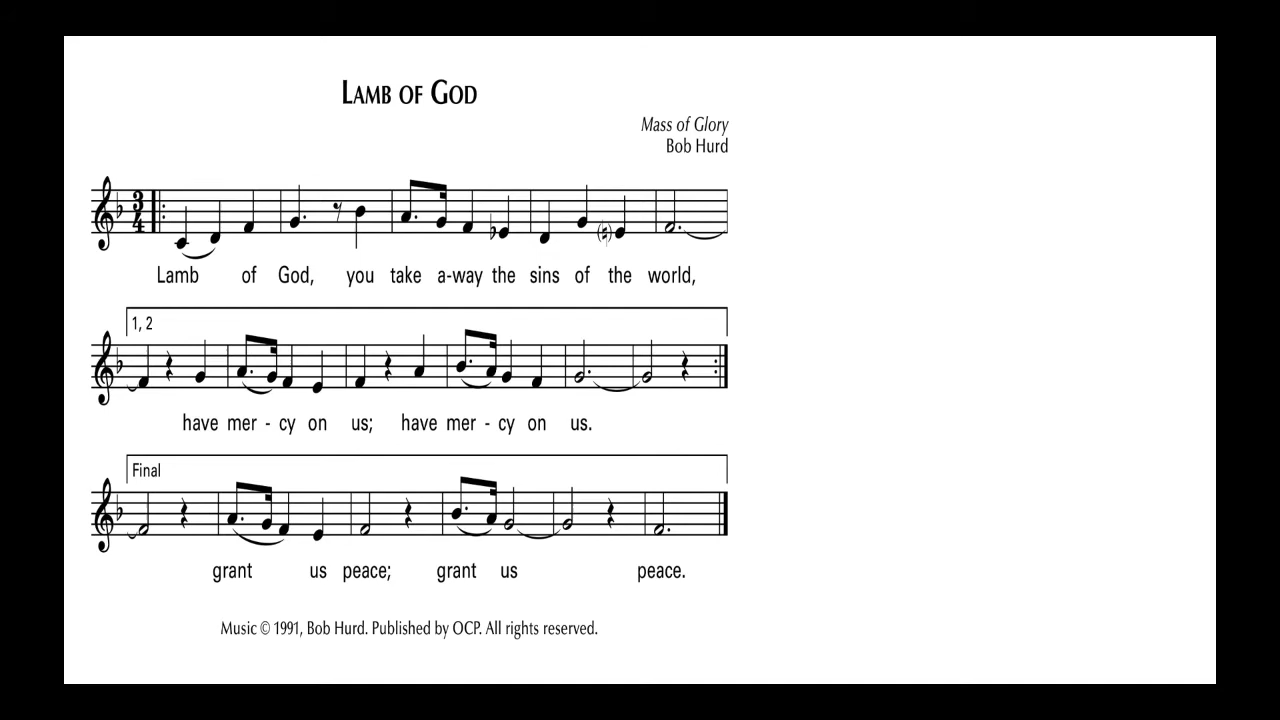 LAMB OF GOD
Mass of Glory
Bob Hurd
3
4
Lamb of God, you take a-way the sins of the world,
1, 2
have mer - cy on us; have mer - cy on us.
Final
grant us peace; grant us peace.
Music © 1991, Bob Hurd. Published by OCP. All rights reserved.